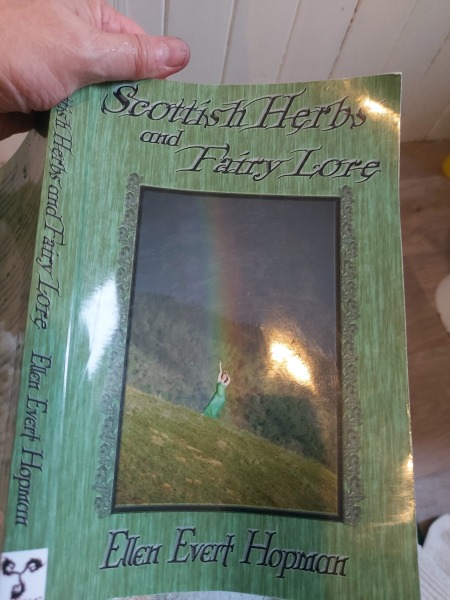 Scottish Herbs
and
Fairy Lore
Ellen Evert Hopman
Scottish Herbs and Fairy Lore Ellen Evert Hopman